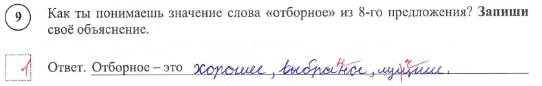 9 Как ты понимаешь значение слова «отборное» из 8-го предложения? Запиши
своё объяснение.
1 Ответ. Отборное – это хорошее, выбраное, лучшие.